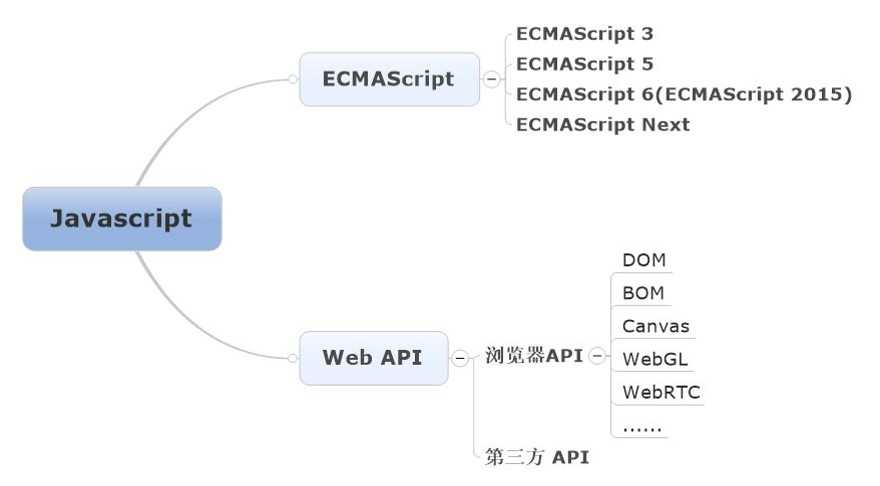 Javascript
ECMAScript
ECMAScript 3
ECMAScript 5
ECMAScript 6(ECMAScript 2015)
ECMAScript Next
Web API
浏览器API
DOM
BOM
Canvas
WebGL
WebRTC
......
第三方 API